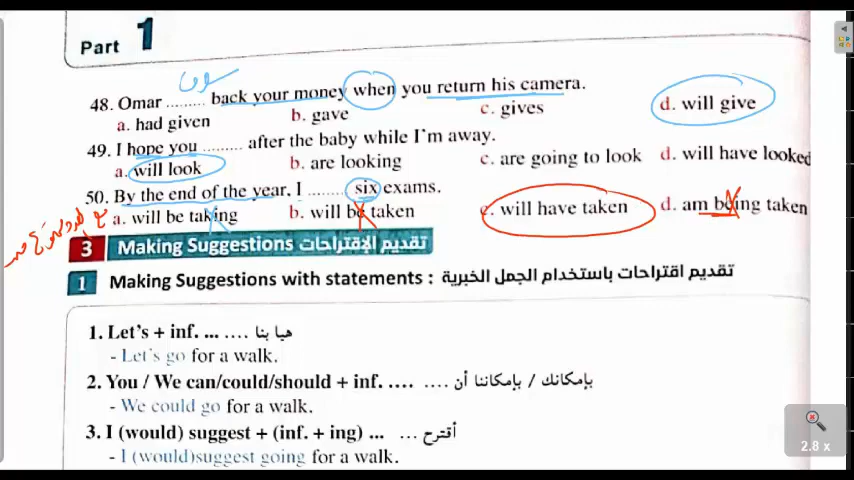 Part 1
48. Omar ......... back your money when you return his camera.
a. had given b. gave c. gives d. will give
49. I hope you ......... after the baby while I'm away.
a. will look b. are looking c. are going to look d. will have looked
50. By the end of the year, I ......... six exams.
a. will be taking b. will be taken c. will have taken d. am being taken
3 Making Suggestions تقديم الإقتراحات
1 Making Suggestions with statements : تقديم اقتراحات باستخدام الجمل الخبرية
1. Let's + inf. ... .... هيا بنا
- Let's go for a walk.
2. You / We can/could/should + inf. .... .... بإمكانك / بإمكاننا أن
- We could go for a walk.
3. I (would) suggest + (inf. + ing) ... ... أقترح
- I (would)suggest going for a walk.
2.8 x